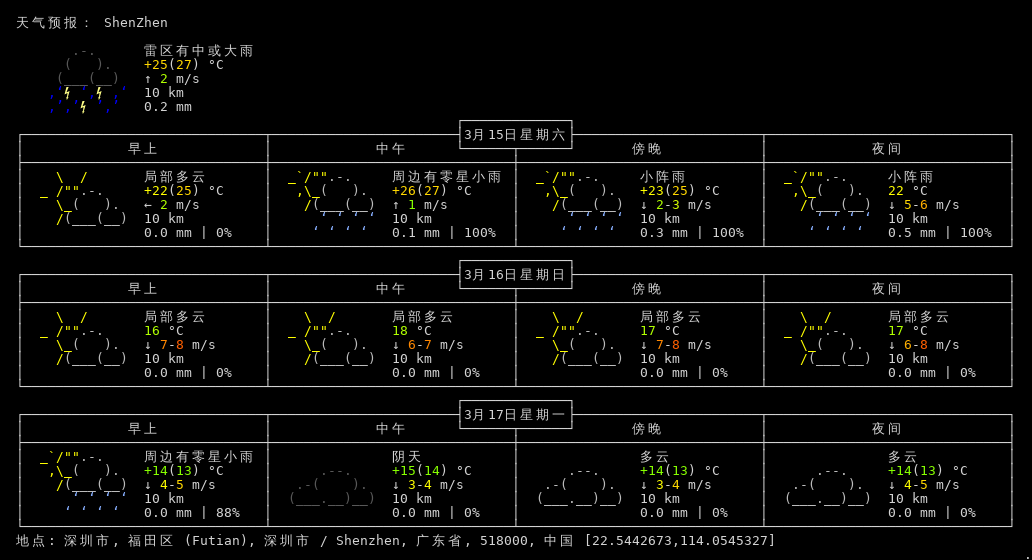 天气预报： ShenZhen
雷区有中或大雨
+25(27) °C
↑ 2 m/s
10 km
0.2 mm
3月15日星期六
早上 中午 傍晚 夜间
局部多云 周边有零星小雨 小阵雨 小阵雨
+22(25) °C +26(27) °C +23(25) °C 22 °C
← 2 m/s ↑ 1 m/s ↓ 2-3 m/s ↓ 5-6 m/s
10 km 10 km 10 km 10 km
0.0 mm | 0% 0.1 mm | 100% 0.3 mm | 100% 0.5 mm | 100%
3月16日星期日
早上 中午 傍晚 夜间
局部多云 局部多云 局部多云 局部多云
16 °C 18 °C 17 °C 17 °C
↓ 7-8 m/s ↓ 6-7 m/s ↓ 7-8 m/s ↓ 6-8 m/s
10 km 10 km 10 km 10 km
0.0 mm | 0% 0.0 mm | 0% 0.0 mm | 0% 0.0 mm | 0%
3月17日星期一
早上 中午 傍晚 夜间
周边有零星小雨 阴天 多云 多云
+14(13) °C +15(14) °C +14(13) °C +14(13) °C
↓ 4-5 m/s ↓ 3-4 m/s ↓ 3-4 m/s ↓ 4-5 m/s
10 km 10 km 10 km 10 km
0.0 mm | 88% 0.0 mm | 0% 0.0 mm | 0% 0.0 mm | 0%
地点: 深圳市, 福田区 (Futian), 深圳市 / Shenzhen, 广东省, 518000, 中国 [22.5442673,114.0545327]